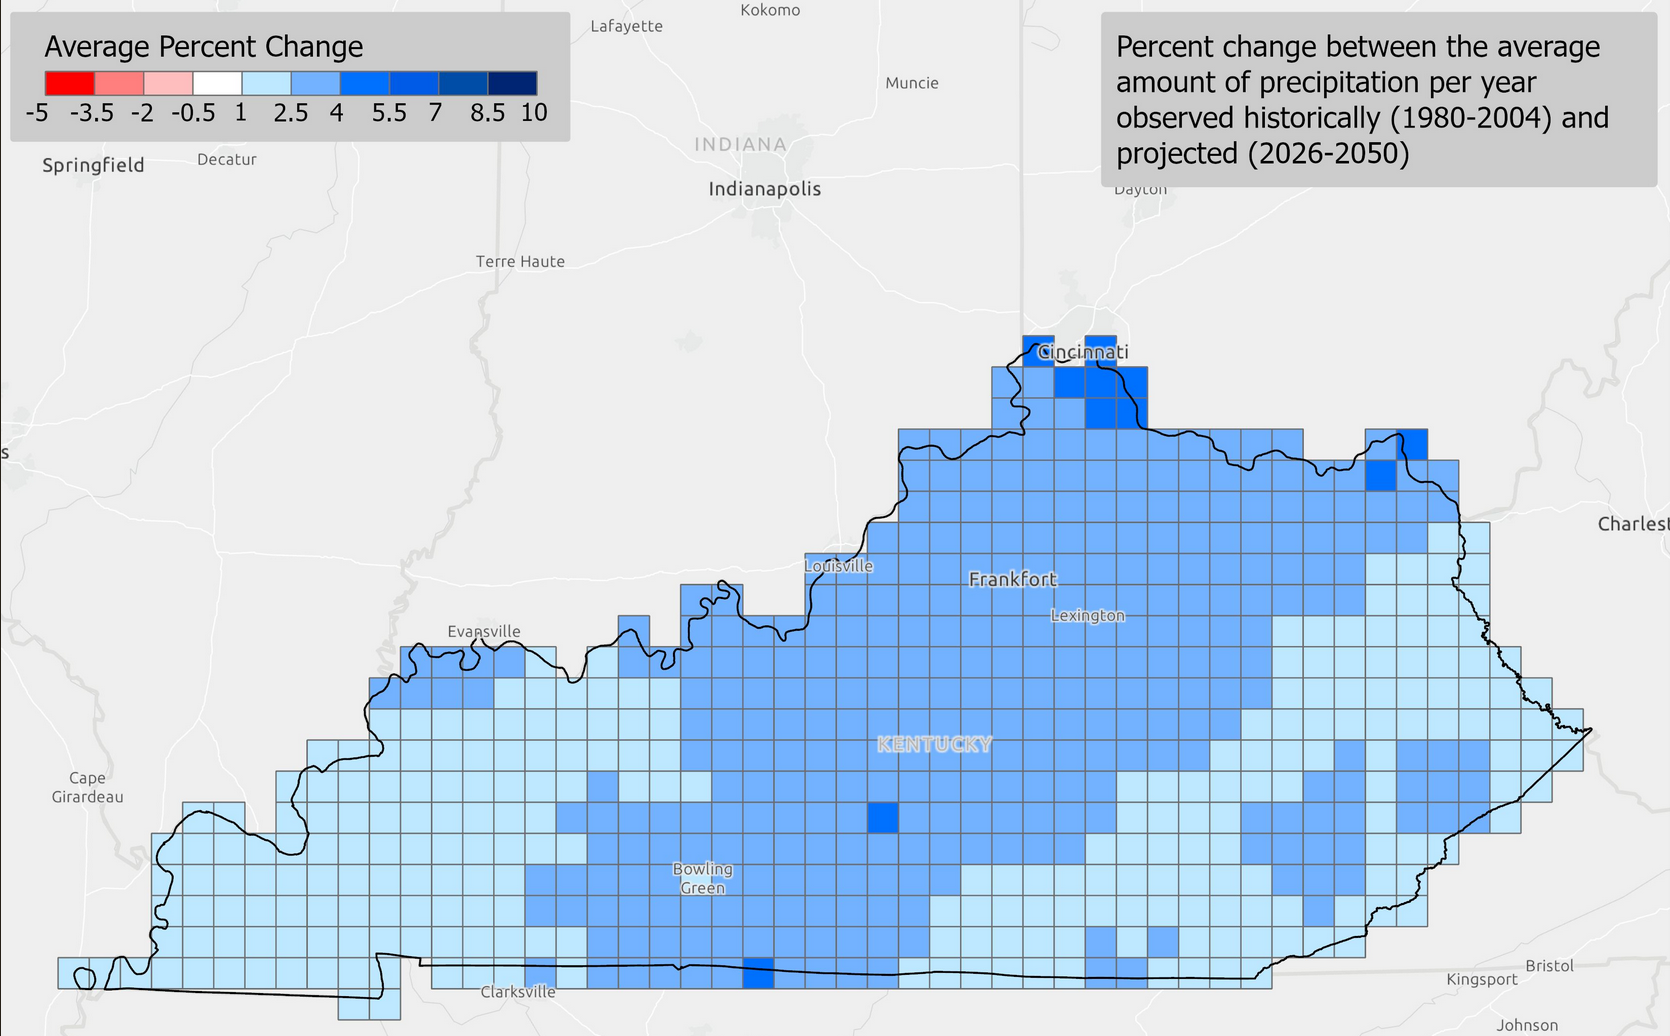 Kokomo
Lafayette
Average Percent Change
-5 -3.5 -2 -0.5 1 2.5 4 5.5 7 8.5 10
Percent change between the average
amount of precipitation per year
observed historically (1980-2004) and
projected (2026-2050)
Muncie
INDIANA
Springfield
Decatur
Indianapolis
Dayton
Terre Haute
Cincinnati
s
Charlest
Louisville
Frankfort
Lexington
Evansville
KENTUCKY
Cape
Girardeau
Bowling
Green
Bristol
Kingsport
Clarksville
Johnson